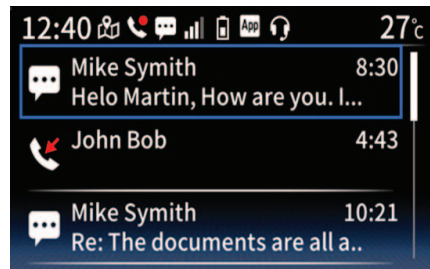 12:40 App 27°c
Mike Symith 8:30
Helo Martin, How are you. I...
John Bob 4:43
Mike Symith 10:21
Re: The documents are all a..